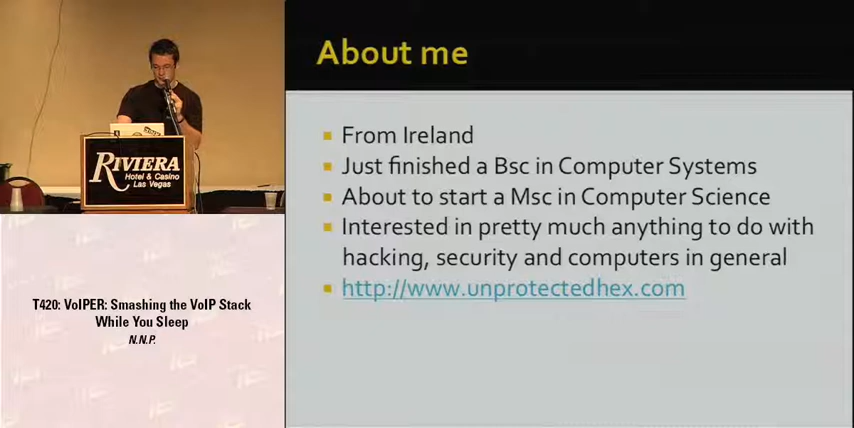 RIVIERA
Hotel & Casino
Las Vegas
T420: VoIPER: Smashing the VoIP Stack
While You Sleep
N.N.P.
About me
From Ireland
Just finished a Bsc in Computer Systems
About to start a Msc in Computer Science
Interested in pretty much anything to do with
hacking, security and computers in general
http://www.unprotectedhex.com